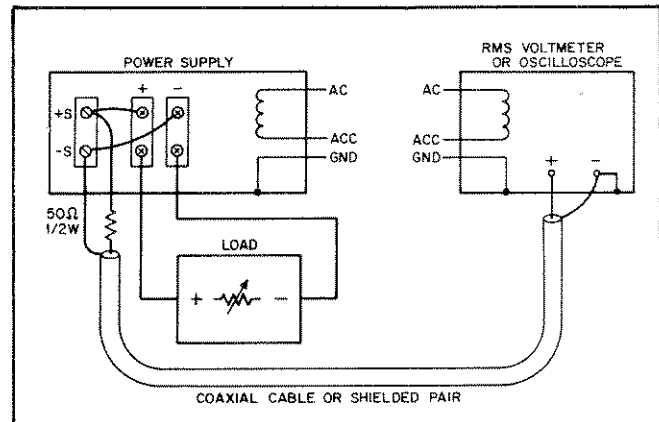 POWER SUPPLY
RMS VOLTMETER
OR OSCILLOSCOPE
+ -
+S
-S
AC
ACC
GND
AC
ACC
GND
+ -
50Ω
1/2W
LOAD
+ -
COAXIAL CABLE OR SHIELDED PAIR